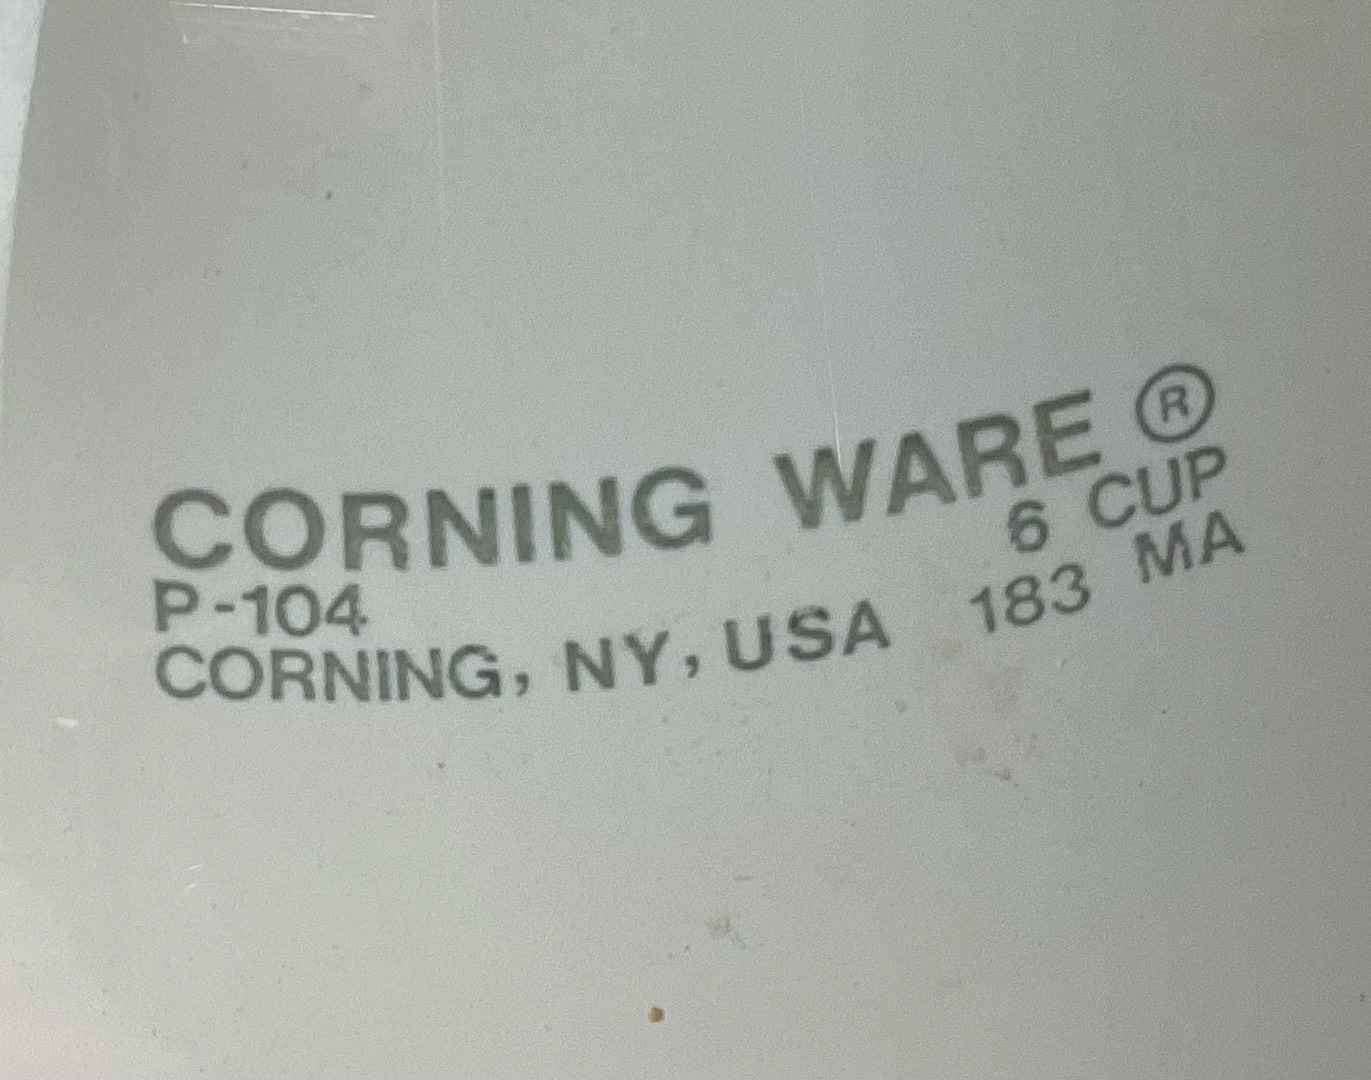 CORNING WARE ®
P-104 6 CUP
CORNING, NY, USA 183 MA